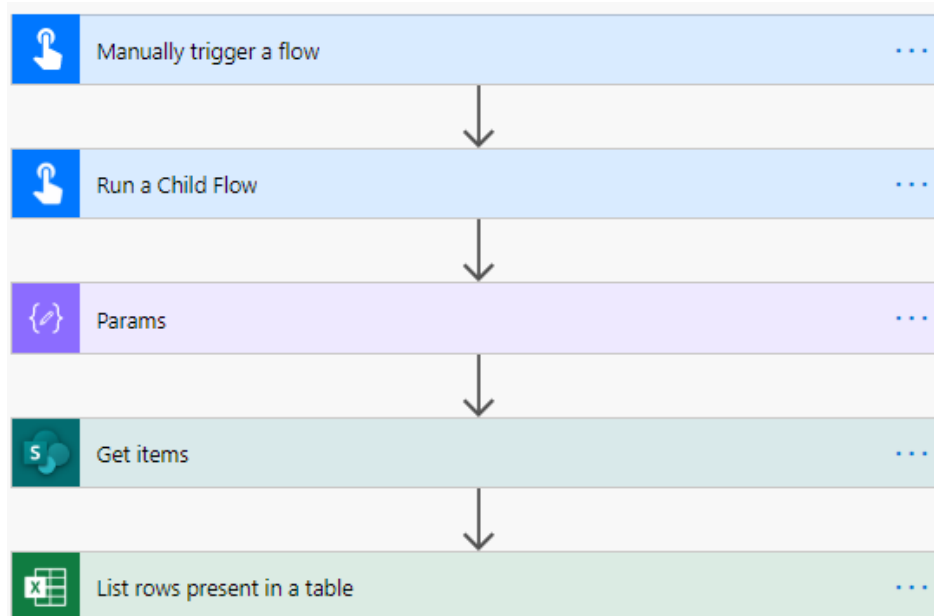 Manually trigger a flow
Run a Child Flow
Params
S
Get items
X
List rows present in a table